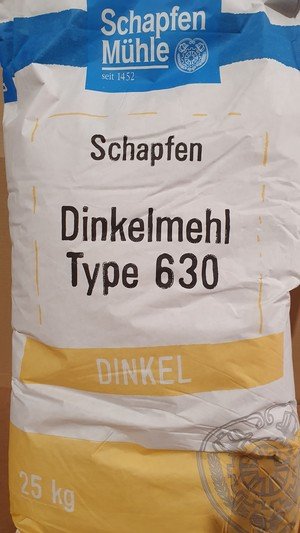 Schapfen
Mühle
seit 1452
Schapfen
Dinkelmehl
Type 630
DINKEL
25 kg